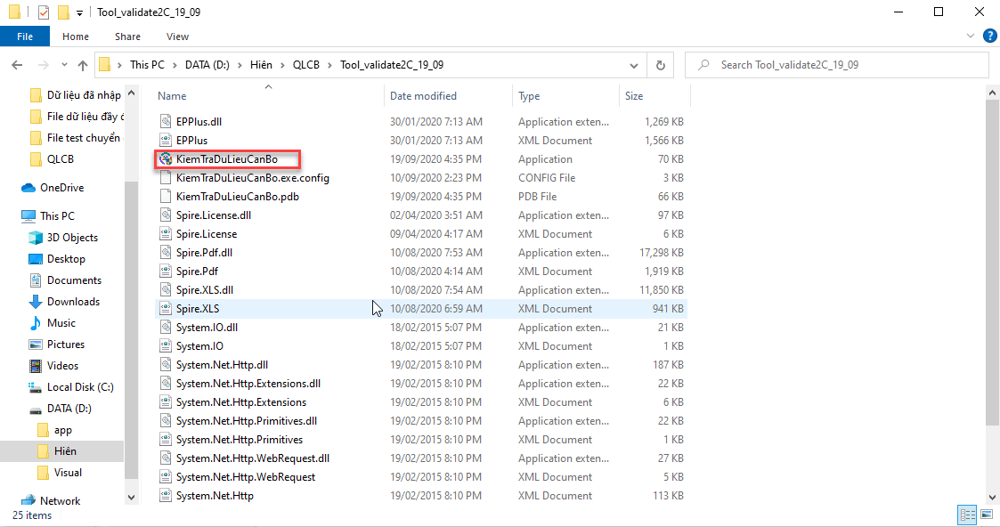 Tool_validate2C_19_09
File Home Share View
This PC > DATA (D:) > Hiên > QLCB > Tool_validate2C_19_09
Search Tool_validate2C_19_09
Dữ liệu đã nhập
File dữ liệu đầy đ
File test chuyển
QLCB
OneDrive
This PC
3D Objects
Desktop
Documents
Downloads
Music
Pictures
Videos
Local Disk (C:)
DATA (D:)
app
Hiên
Visual
Network
Name Date modified Type Size
EPPlus.dll 30/01/2020 7:13 AM Application exten... 1,269 KB
EPPlus 30/01/2020 7:13 AM XML Document 1,566 KB
KiemTraDuLieuCanBo 19/09/2020 4:35 PM Application 70 KB
KiemTraDuLieuCanBo.exe.config 10/09/2020 2:23 PM CONFIG File 3 KB
KiemTraDuLieuCanBo.pdb 19/09/2020 4:35 PM PDB File 66 KB
Spire.License.dll 02/04/2020 3:51 AM Application exten... 97 KB
Spire.License 09/04/2020 4:17 AM XML Document 6 KB
Spire.Pdf.dll 10/08/2020 7:53 AM Application exten... 17,298 KB
Spire.Pdf 10/08/2020 4:14 AM XML Document 1,919 KB
Spire.XLS.dll 10/08/2020 7:54 AM Application exten... 11,850 KB
Spire.XLS 10/08/2020 6:59 AM XML Document 941 KB
System.IO.dll 18/02/2015 5:07 PM Application exten... 21 KB
System.IO 18/02/2015 5:07 PM XML Document 1 KB
System.Net.Http.dll 19/02/2015 8:10 PM Application exten... 187 KB
System.Net.Http.Extensions.dll 19/02/2015 8:10 PM Application exten... 22 KB
System.Net.Http.Extensions 19/02/2015 8:10 PM XML Document 6 KB
System.Net.Http.Primitives.dll 19/02/2015 8:10 PM Application exten... 22 KB
System.Net.Http.Primitives 19/02/2015 8:10 PM XML Document 1 KB
System.Net.Http.WebRequest.dll 19/02/2015 8:10 PM Application exten... 27 KB
System.Net.Http.WebRequest 19/02/2015 8:10 PM XML Document 5 KB
System.Net.Http 19/02/2015 8:10 PM XML Document 113 KB
25 items